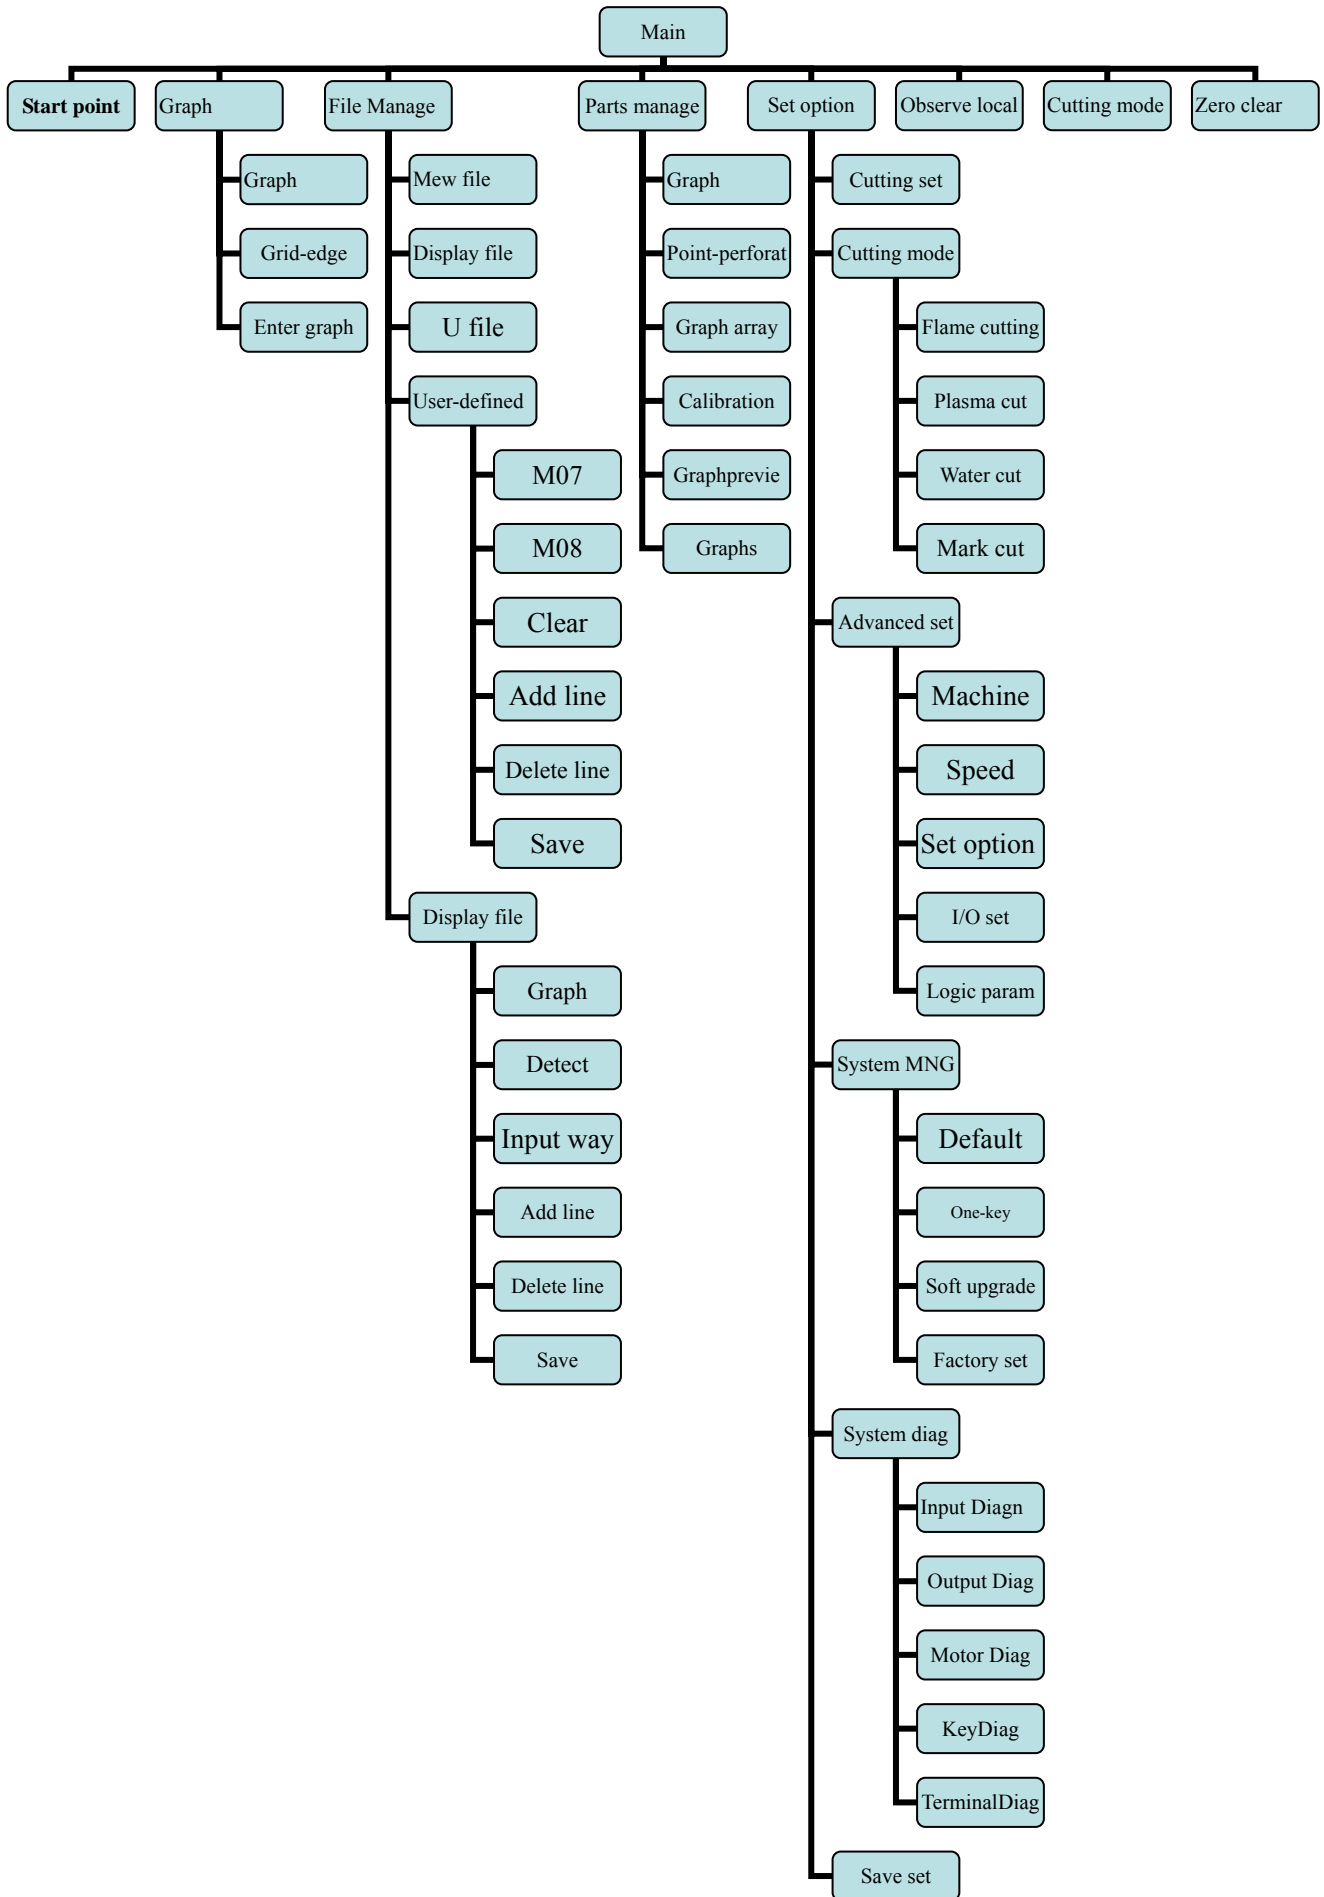 Main
Start point
Graph
File Manage
Parts manage
Set option
Observe local
Cutting mode
Zero clear
Graph
Grid-edge
Enter graph
Mew file
Display file
U file
User-defined
M07
M08
Clear
Add line
Delete line
Save
Display file
Graph
Detect
Input way
Add line
Delete line
Save
Graph
Point-perforat
Graph array
Calibration
Graphprevie
Graphs
Cutting set
Cutting mode
Flame cutting
Plasma cut
Water cut
Mark cut
Advanced set
Machine
Speed
Set option
I/O set
Logic param
System MNG
Default
One-key
Soft upgrade
Factory set
System diag
Input Diagn
Output Diag
Motor Diag
KeyDiag
TerminalDiag
Save set